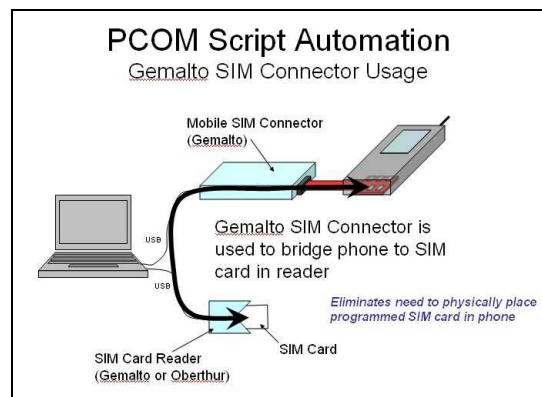 PCOM Script Automation
Gemalto SIM Connector Usage
Mobile SIM Connector
(Gemalto)
USB
USB
Gemalto SIM Connector is
used to bridge phone to SIM
card in reader
Eliminates need to physically place
programmed SIM card in phone
SIM Card
SIM Card Reader
(Gemalto or Oberthur)